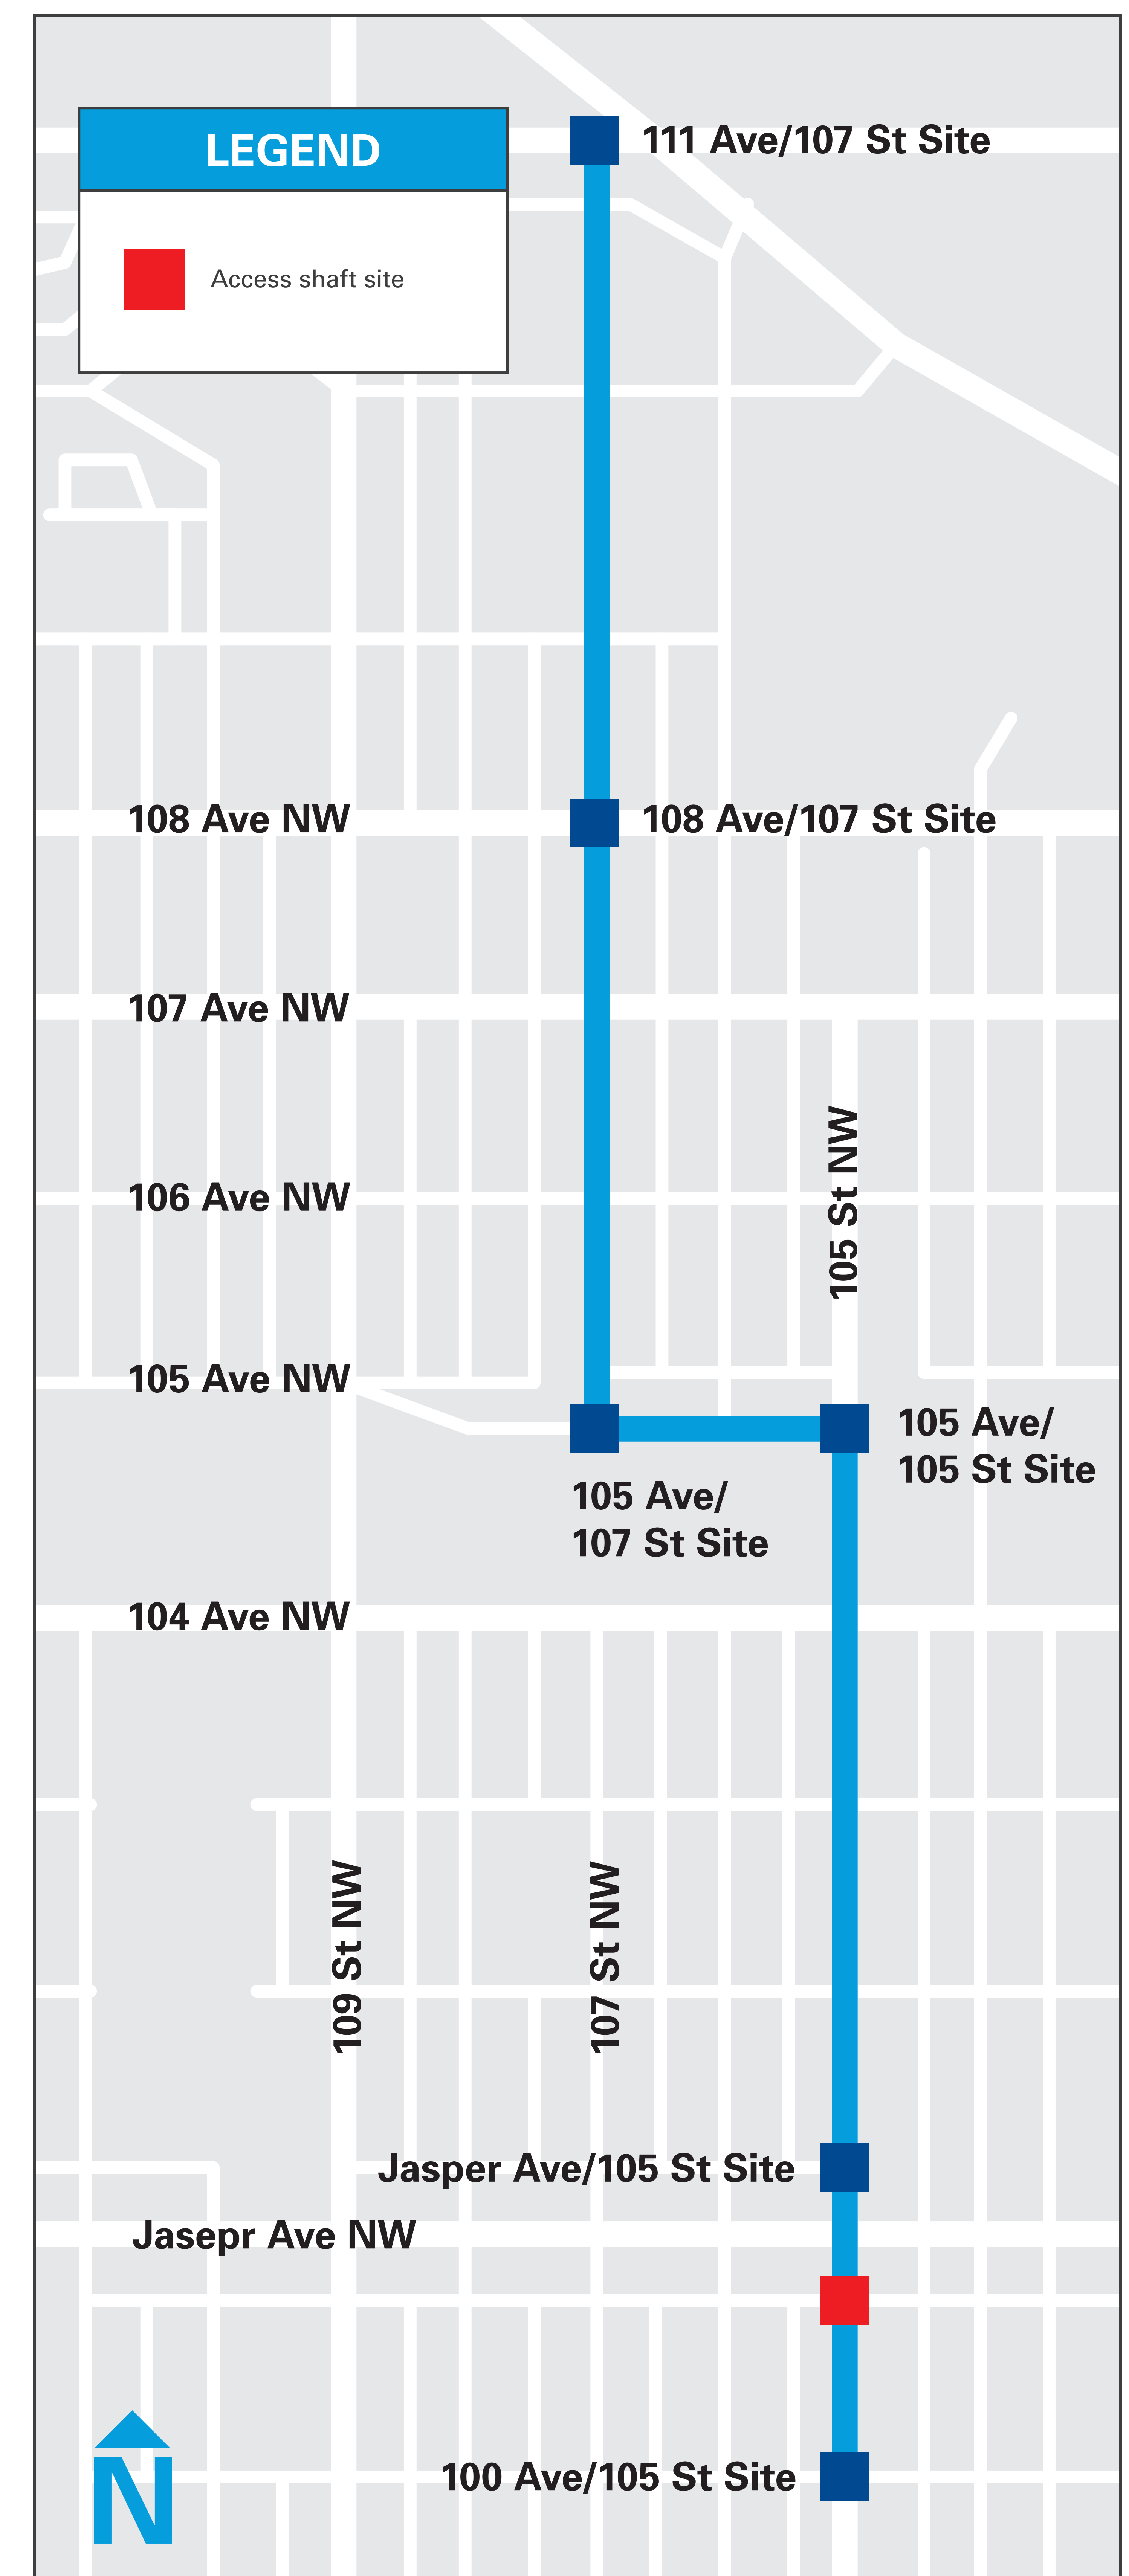 111 Ave/107 St Site
LEGEND
Access shaft site
108 Ave NW
108 Ave/107 St Site
107 Ave NW
105 St NW
106 Ave NW
105 Ave NW
105 Ave/
105 St Site
105 Ave/
107 St Site
104 Ave NW
109 St NW
107 St NW
Jasper Ave/105 St Site
Jasepr Ave NW
100 Ave/105 St Site
N